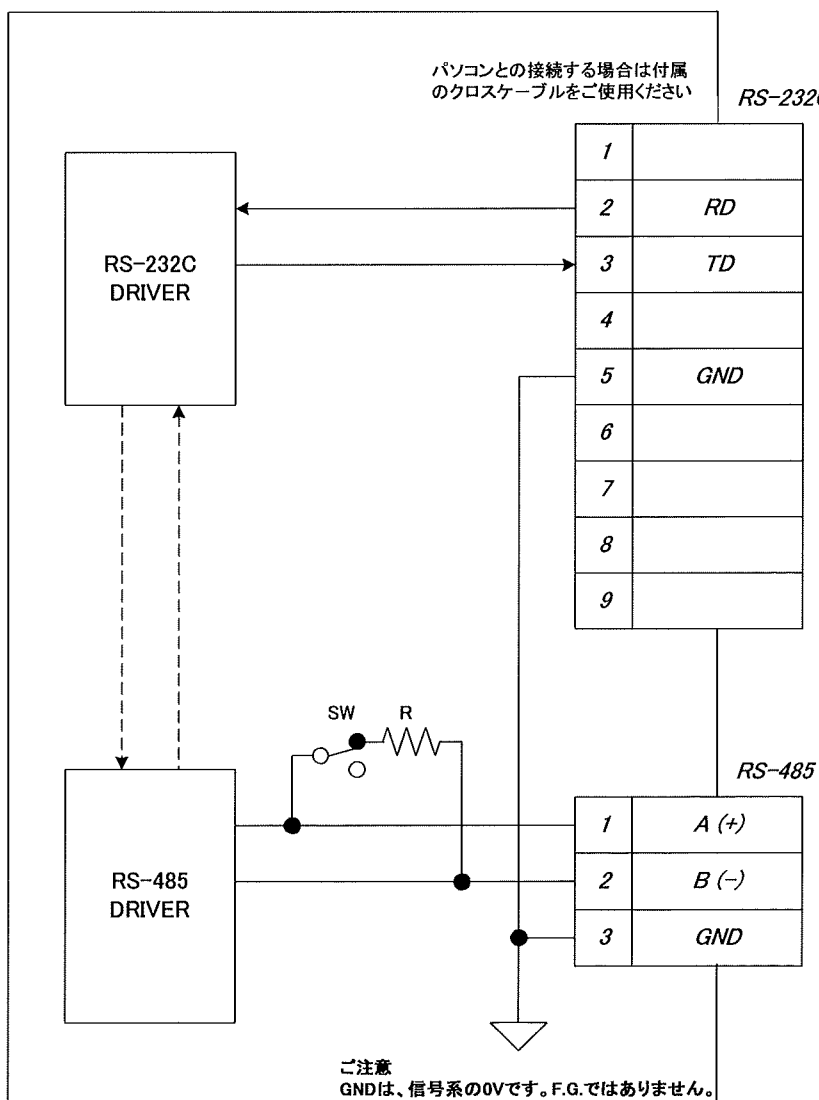 パソコンとの接続する場合は付属
のクロスケーブルをご使用ください
RS-232C
1
2 RD
3 TD
4
5 GND
6
7
8
9
RS-232C
DRIVER
SW R
RS-485
1 A (+)
2 B (-)
3 GND
RS-485
DRIVER
ご注意
GNDは、信号系の0Vです。F.G.ではありません。